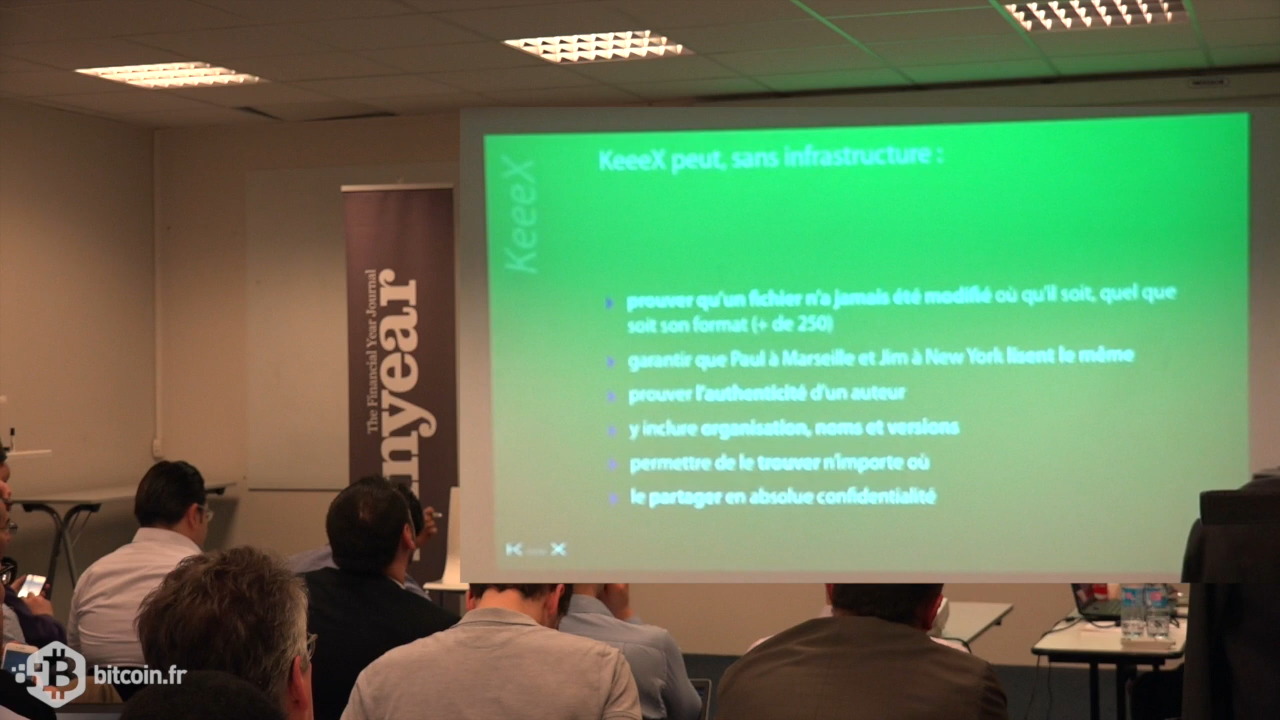 KeeeX peut, sans infrastructure :
KeeeX
prouver qu'un fichier n'a jamais été modifié où qu'il soit, quel que
soit son format (+ de 250)
garantir que Paul à Marseille et Jim à New York lisent le même
prouver l'authenticité d'un auteur
y inclure organisation, noms et versions
permettre de le trouver n'importe où
le partager en absolue confidentialité
The Financial Year Journal
nyear
bitcoin.fr